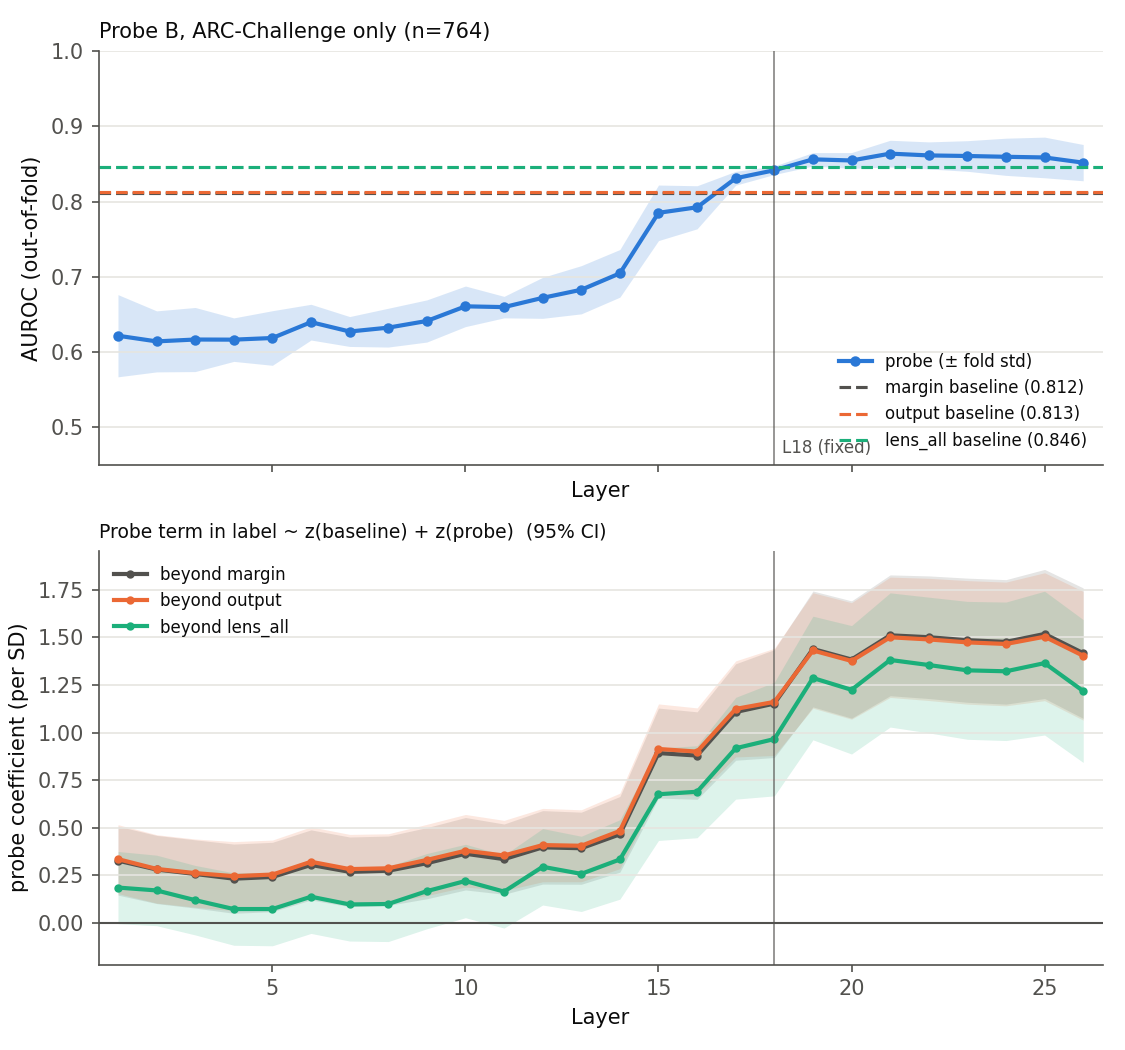 Probe B, ARC-Challenge only (n=764)
1.0
0.9
0.8
0.7
0.6
0.5
AUROC (out-of-fold)
probe (± fold std)
margin baseline (0.812)
output baseline (0.813)
lens_all baseline (0.846)
L18 (fixed)
Layer
Probe term in label ~ z(baseline) + z(probe)  (95% CI)
beyond margin
beyond output
beyond lens_all
1.75
1.50
1.25
1.00
0.75
0.50
0.25
0.00
probe coefficient (per SD)
5
10
15
20
25
Layer